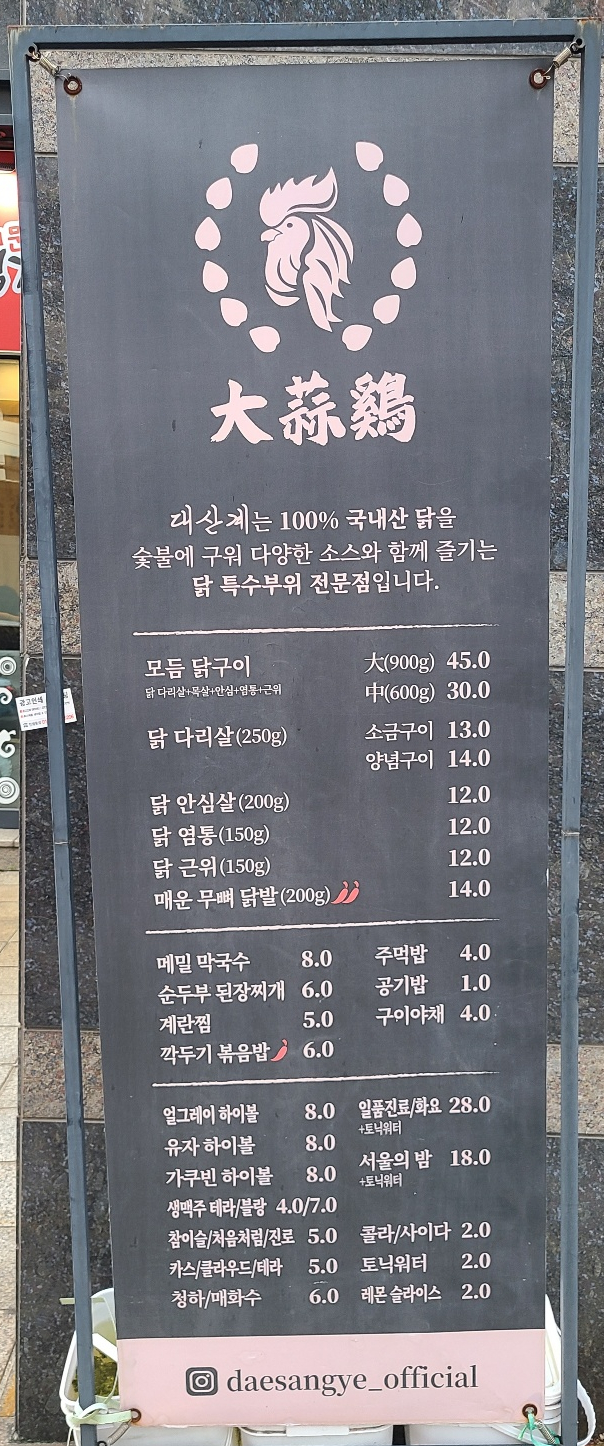 大蒜鷄
대산계는 100% 국내산 닭을
숯불에 구워 다양한 소스와 함께 즐기는
닭 특수부위 전문점입니다.
모듬 닭구이 大(900g) 45.0
닭 다리살+목살+안심+염통+근위 中(600g) 30.0
닭 다리살(250g) 소금구이 13.0
양념구이 14.0
닭 안심살(200g) 12.0
닭 염통(150g) 12.0
닭 근위(150g) 12.0
매운 무뼈 닭발(200g) 14.0
메밀 막국수 8.0 주먹밥 4.0
순두부 된장찌개 6.0 공기밥 1.0
계란찜 5.0 구이야채 4.0
깍두기 볶음밥 6.0
얼그레이 하이볼 8.0 일품진로/화요 28.0
+토닉워터
유자 하이볼 8.0 서울의 밤 18.0
가쿠빈 하이볼 8.0 +토닉워터
생맥주 테라/블랑 4.0/7.0
참이슬/처음처럼/진로 5.0 콜라/사이다 2.0
카스/클라우드/테라 5.0 토닉워터 2.0
청하/매화수 6.0 레몬 슬라이스 2.0
daesangye_official